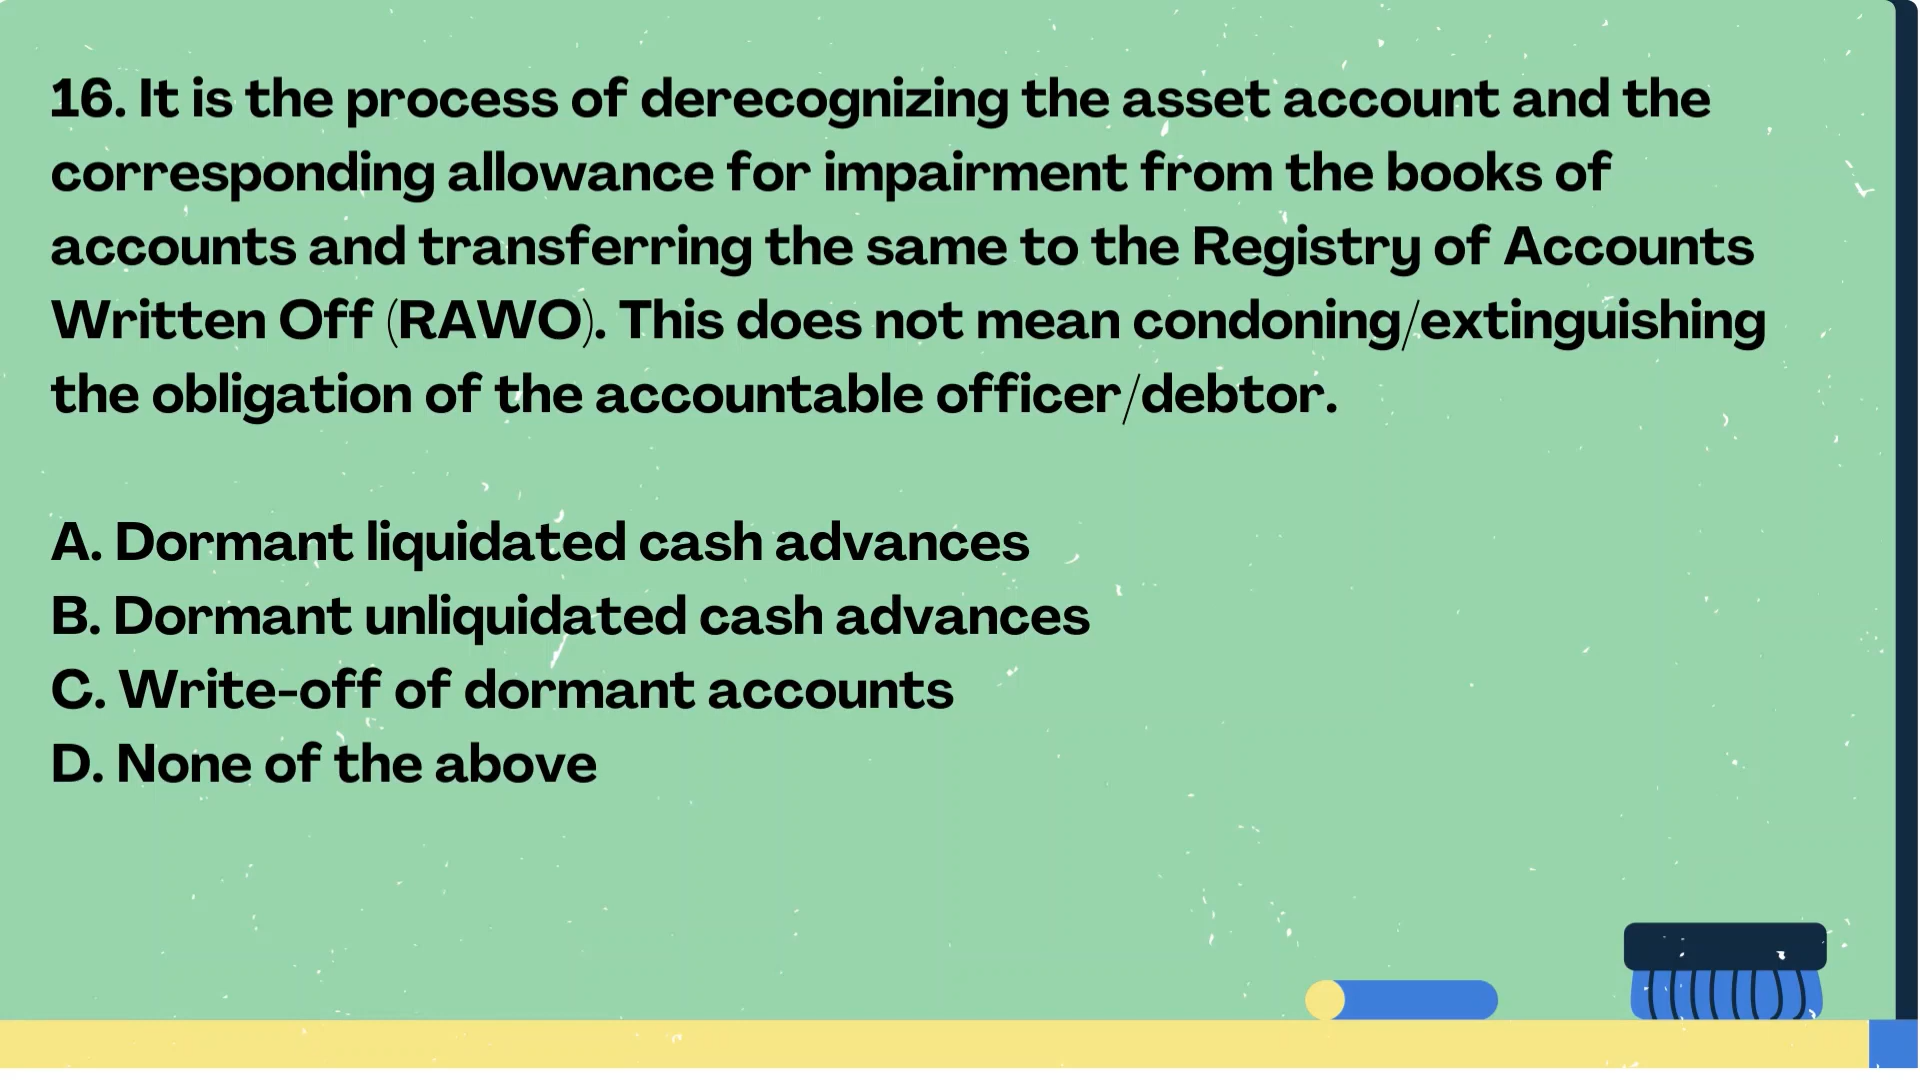 16. It is the process of derecognizing the asset account and the
corresponding allowance for impairment from the books of
accounts and transferring the same to the Registry of Accounts
Written Off (RAWO). This does not mean condoning/extinguishing
the obligation of the accountable officer/debtor.
A. Dormant liquidated cash advances
B. Dormant unliquidated cash advances
C. Write-off of dormant accounts
D. None of the above